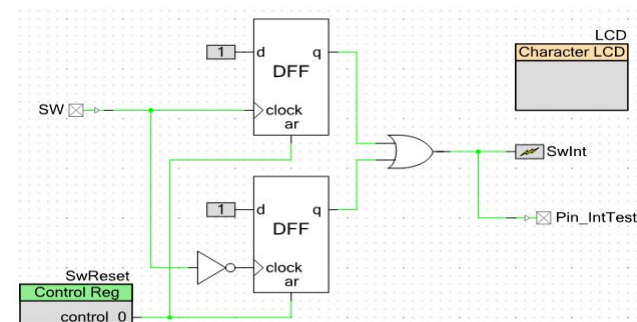 LCD
Character LCD
1
d
q
DFF
clock
ar
SW
SwInt
1
d
q
DFF
clock
ar
Pin_IntTest
SwReset
Control Reg
control_0